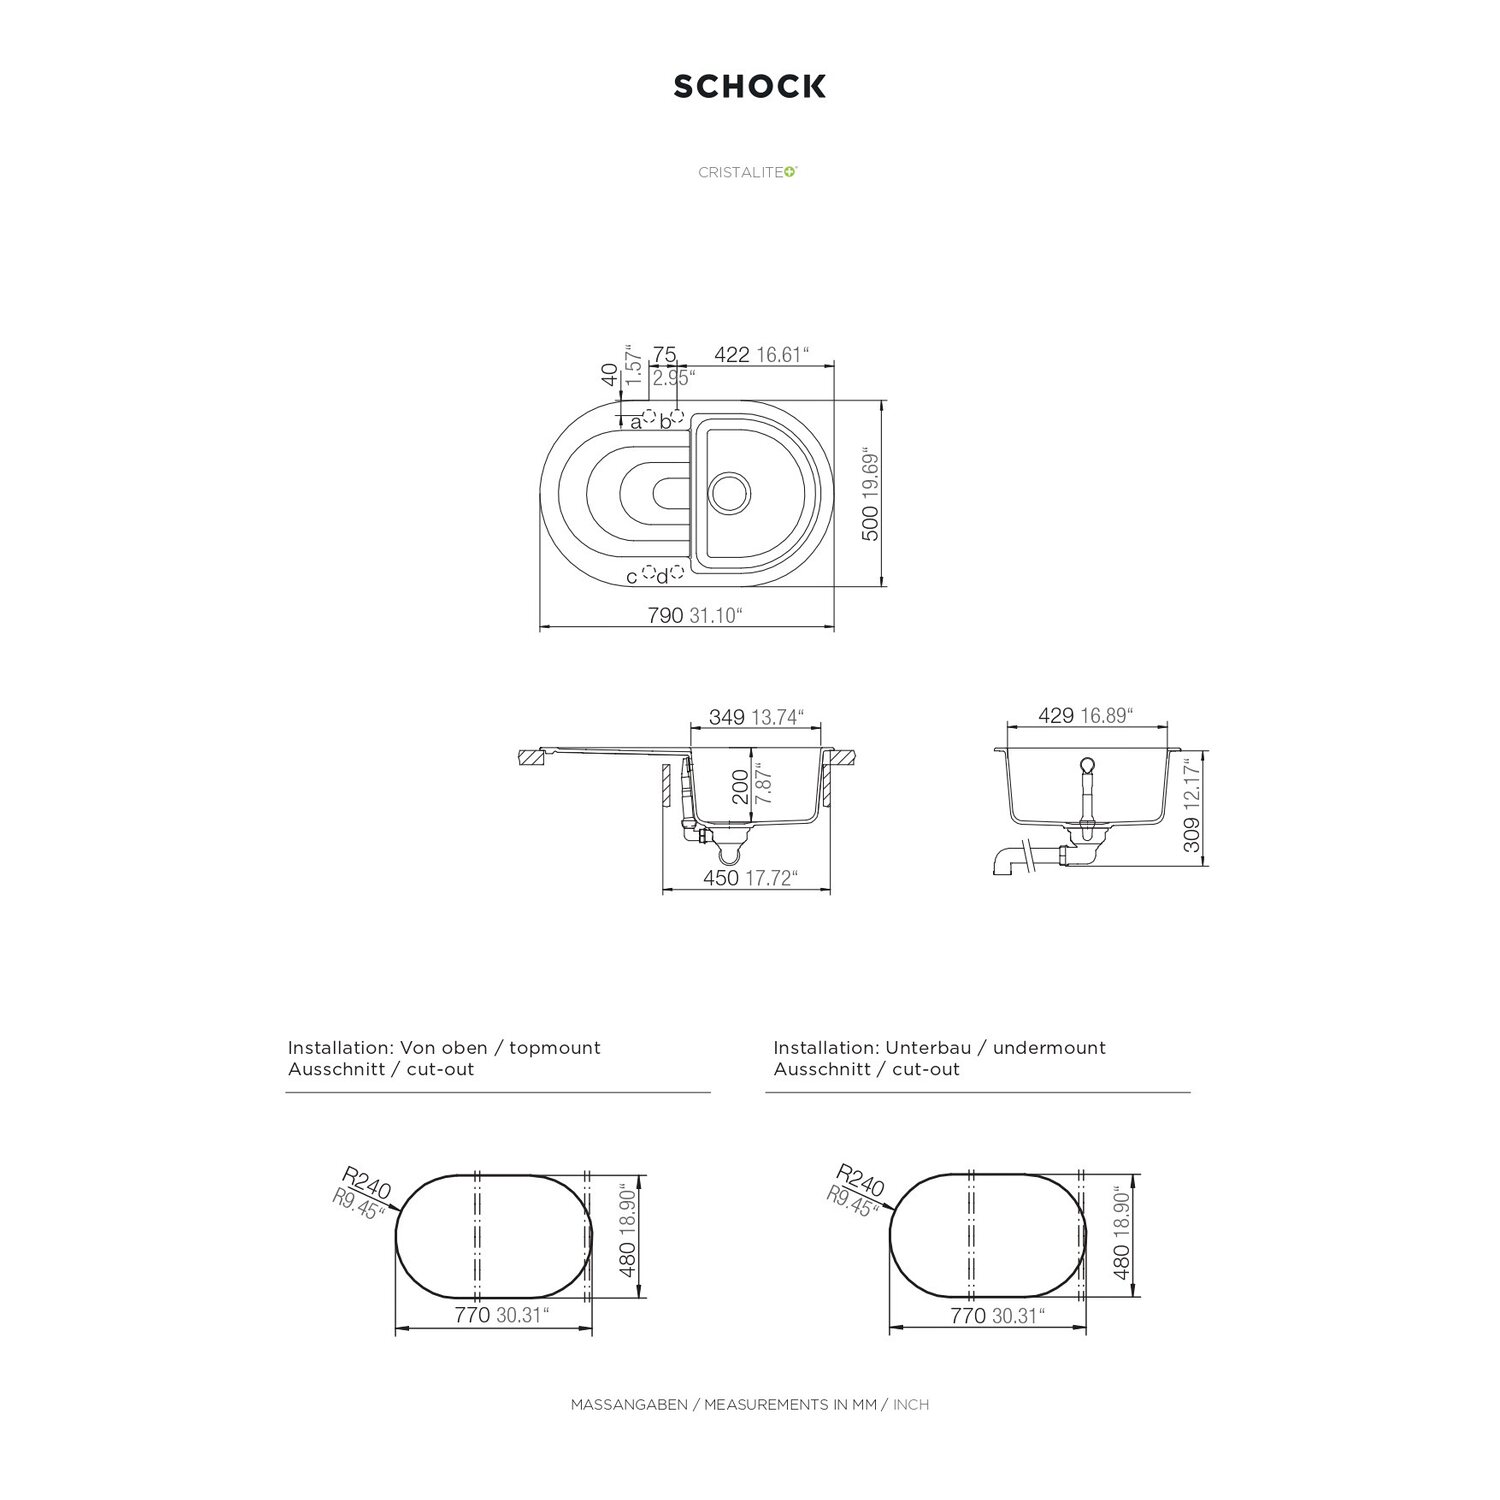 SCHOCK
CRISTALITE
40 1.57“
75 2.95“
422 16.61“
a b
500 19.69“
c d
790 31.10“
349 13.74“
200 7.87“
450 17.72“
429 16.89“
309 12.17“
Installation: Von oben / topmount
Ausschnitt / cut-out
R240
R9.45“
480 18.90“
770 30.31“
Installation: Unterbau / undermount
Ausschnitt / cut-out
R240
R9.45“
480 18.90“
770 30.31“
MASSANGABEN / MEASUREMENTS IN MM / INCH